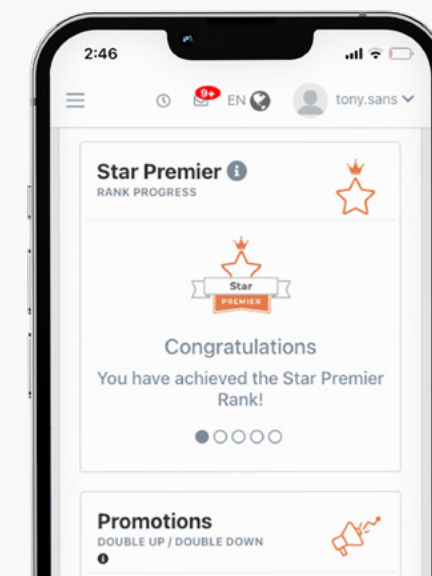 2:46
9+ EN tony.sans
Star Premier
RANK PROGRESS
Star
PREMIER
Congratulations
You have achieved the Star Premier
Rank!
Promotions
DOUBLE UP / DOUBLE DOWN